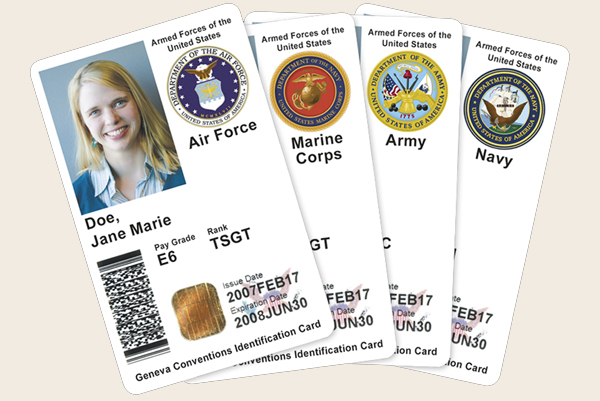 Armed Forces of the
United States
DEPARTMENT OF THE AIR FORCE
UNITED STATES OF AMERICA
Air Force
Doe,
Jane Marie
Pay Grade
E6
Rank
TSGT
Issue Date
2007FEB17
Expiration Date
2008JUN30
Geneva Conventions Identification Card
Armed Forces of the
United States
DEPARTMENT OF THE NAVY
UNITED STATES MARINE CORPS
Marine
Corps
GT
FEB17
Date
JUN30
Conventions Identification Card
Armed Forces of the
United States
DEPARTMENT OF THE ARMY
UNITED STATES OF AMERICA
1775
Army
C
FEB17
Date
JUN30
ation Card
Armed Forces of the
United States
DEPARTMENT OF THE NAVY
UNITED STATES OF AMERICA
Navy
FEB17
Date
JUN30
ation Card